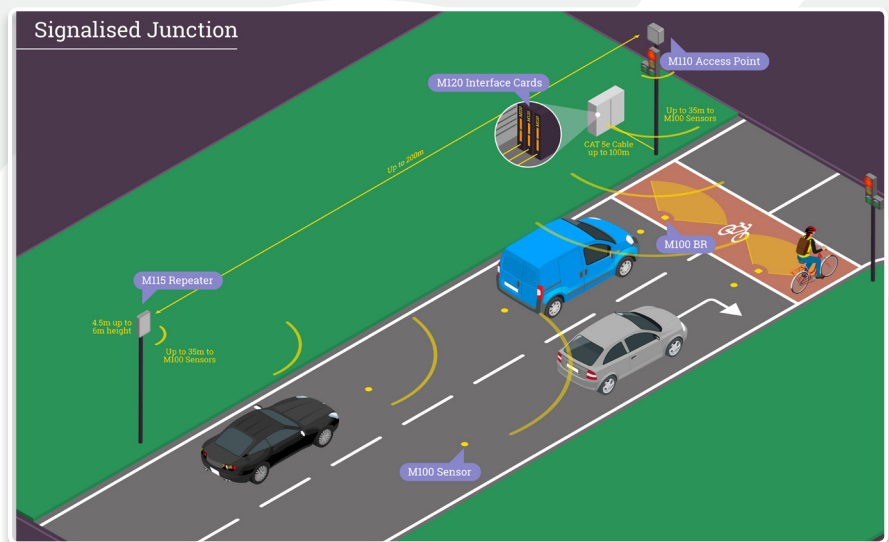 Signalised Junction
M110 Access Point
M120 Interface Cards
Up to 35m to
M100 Sensors
CAT 5e Cable
up to 100m
Up to 200m
M100 BR
M115 Repeater
4.5m up to
6m height
Up to 35m to
M100 Sensors
M100 Sensor